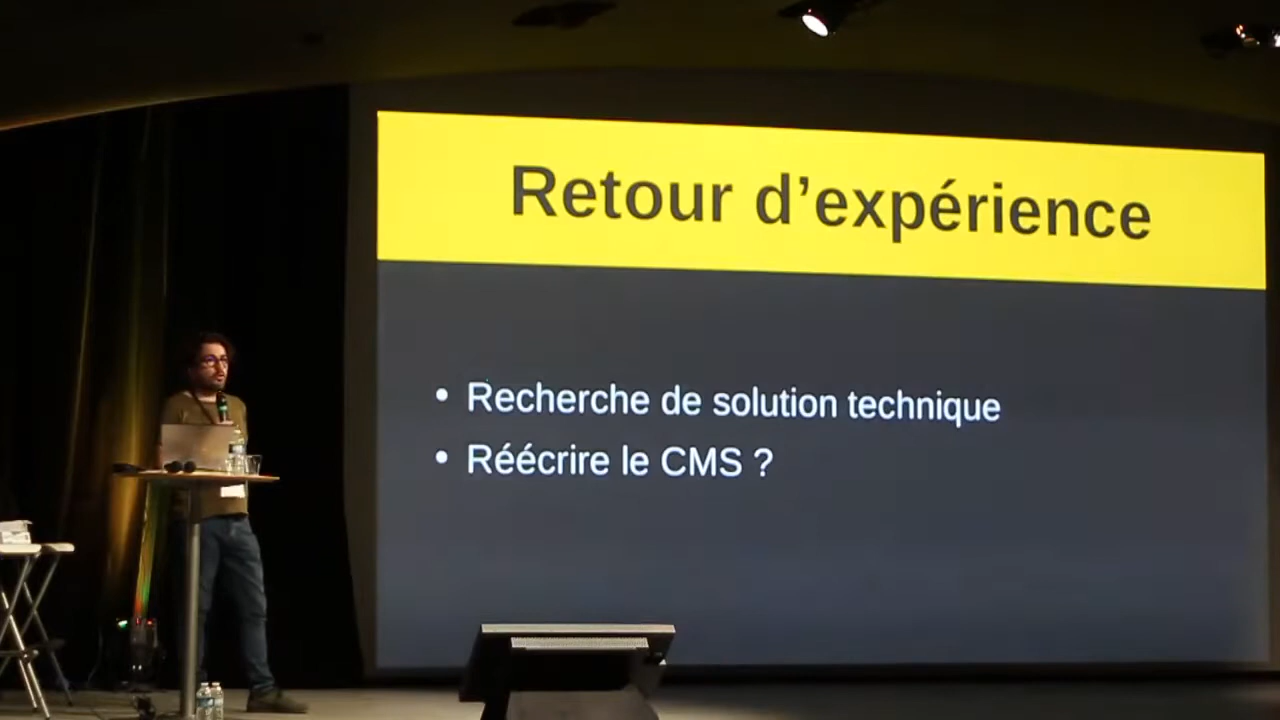 Retour d’expérience
• Recherche de solution technique
• Réécrire le CMS ?